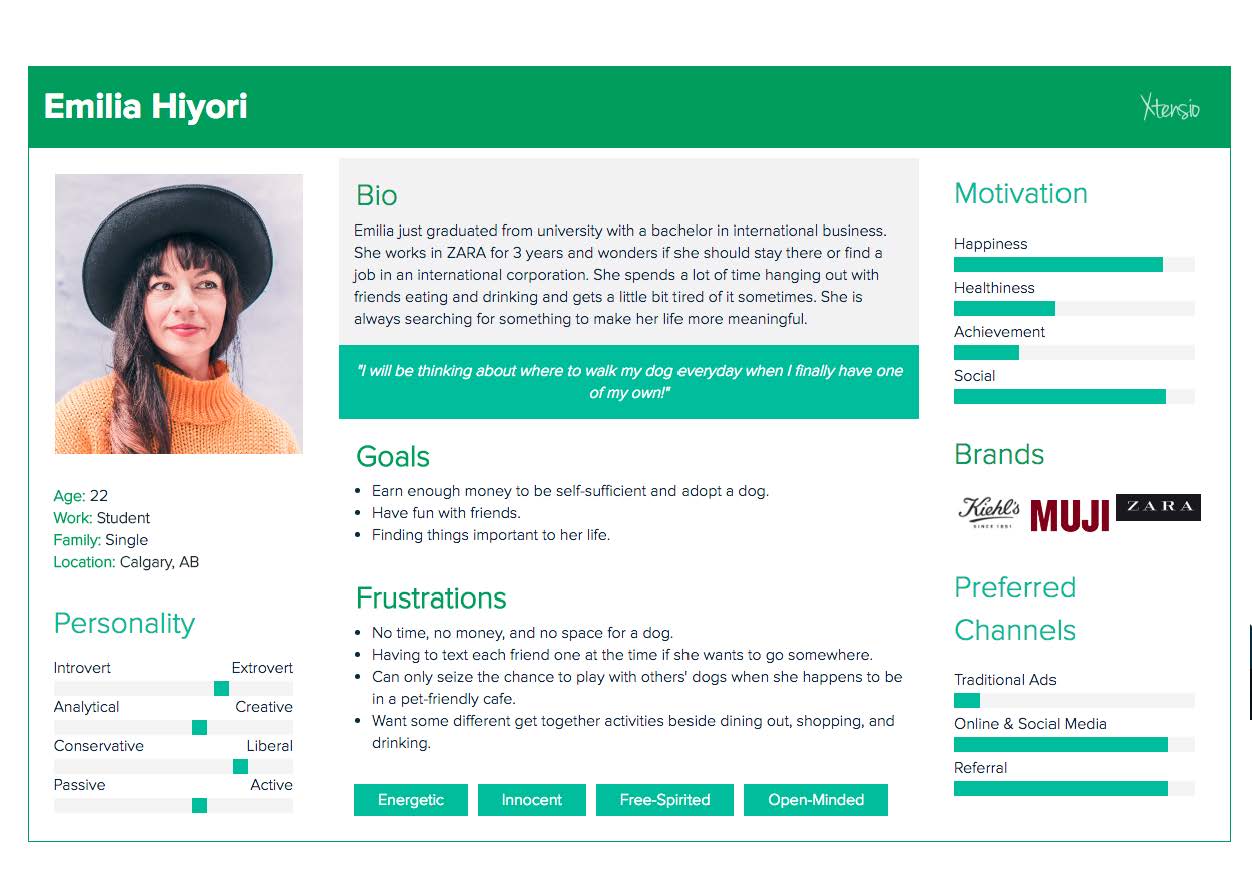 Emilia Hiyori
Xtensio
Age: 22
Work: Student
Family: Single
Location: Calgary, AB
Personality
Introvert Extrovert
Analytical Creative
Conservative Liberal
Passive Active
Bio
Emilia just graduated from university with a bachelor in international business.
She works in ZARA for 3 years and wonders if she should stay there or find a
job in an international corporation. She spends a lot of time hanging out with
friends eating and drinking and gets a little bit tired of it sometimes. She is
always searching for something to make her life more meaningful.
"I will be thinking about where to walk my dog everyday when I finally have one
of my own!"
Goals
• Earn enough money to be self-sufficient and adopt a dog.
• Have fun with friends.
• Finding things important to her life.
Frustrations
• No time, no money, and no space for a dog.
• Having to text each friend one at the time if she wants to go somewhere.
• Can only seize the chance to play with others' dogs when she happens to be
in a pet-friendly cafe.
• Want some different get together activities beside dining out, shopping, and
drinking.
Energetic Innocent Free-Spirited Open-Minded
Motivation
Happiness
Healthiness
Achievement
Social
Brands
Kiehl's
SINCE 1851
MUJI
ZARA
Preferred
Channels
Traditional Ads
Online & Social Media
Referral